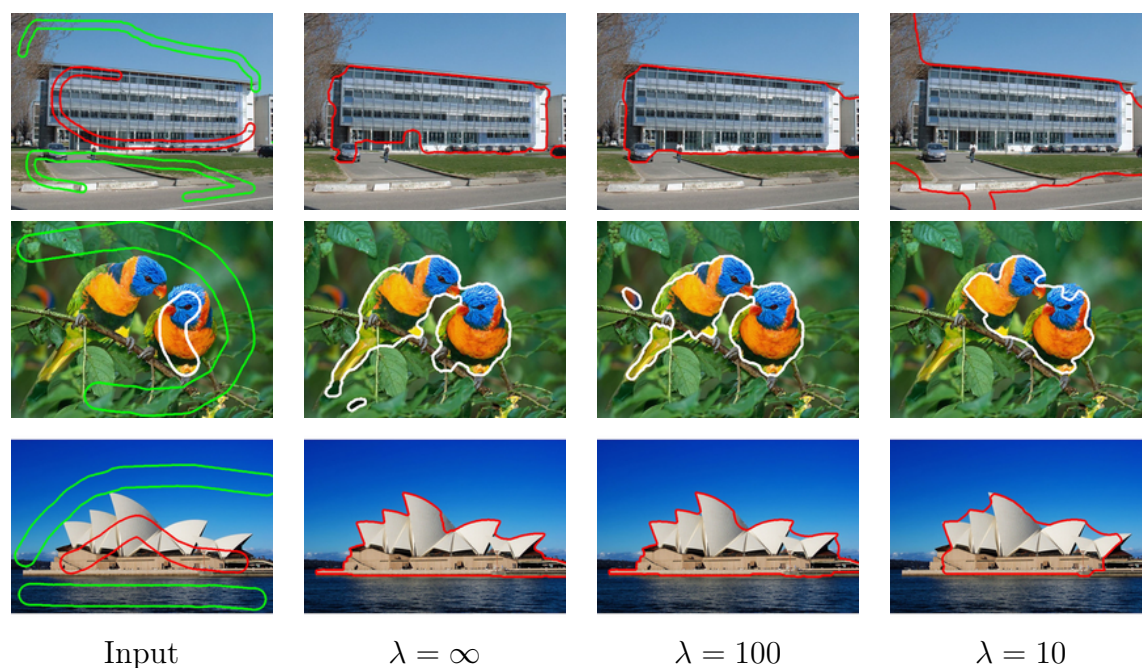 Input λ = ∞ λ = 100 λ = 10